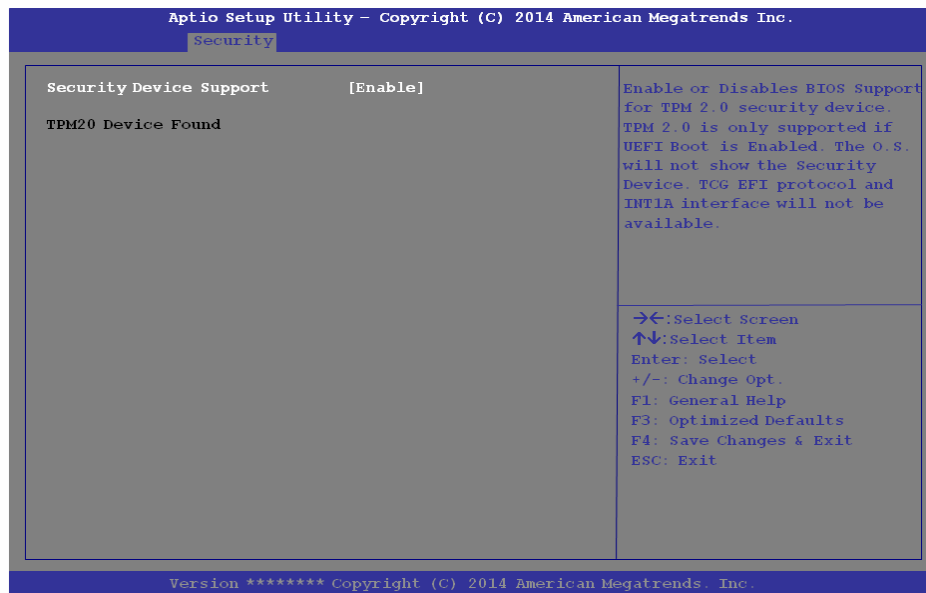 Aptio Setup Utility – Copyright (C) 2014 American Megatrends Inc.
Security
Security Device Support [Enable]
TPM20 Device Found
Enable or Disables BIOS Support
for TPM 2.0 security device.
TPM 2.0 is only supported if
UEFI Boot is Enabled. The O.S.
will not show the Security
Device. TCG EFI protocol and
INT1A interface will not be
available.
→←:Select Screen
↑↓:Select Item
Enter: Select
+/-: Change Opt.
F1: General Help
F3: Optimized Defaults
F4: Save Changes & Exit
ESC: Exit
Version ******** Copyright (C) 2014 American Megatrends. Inc.